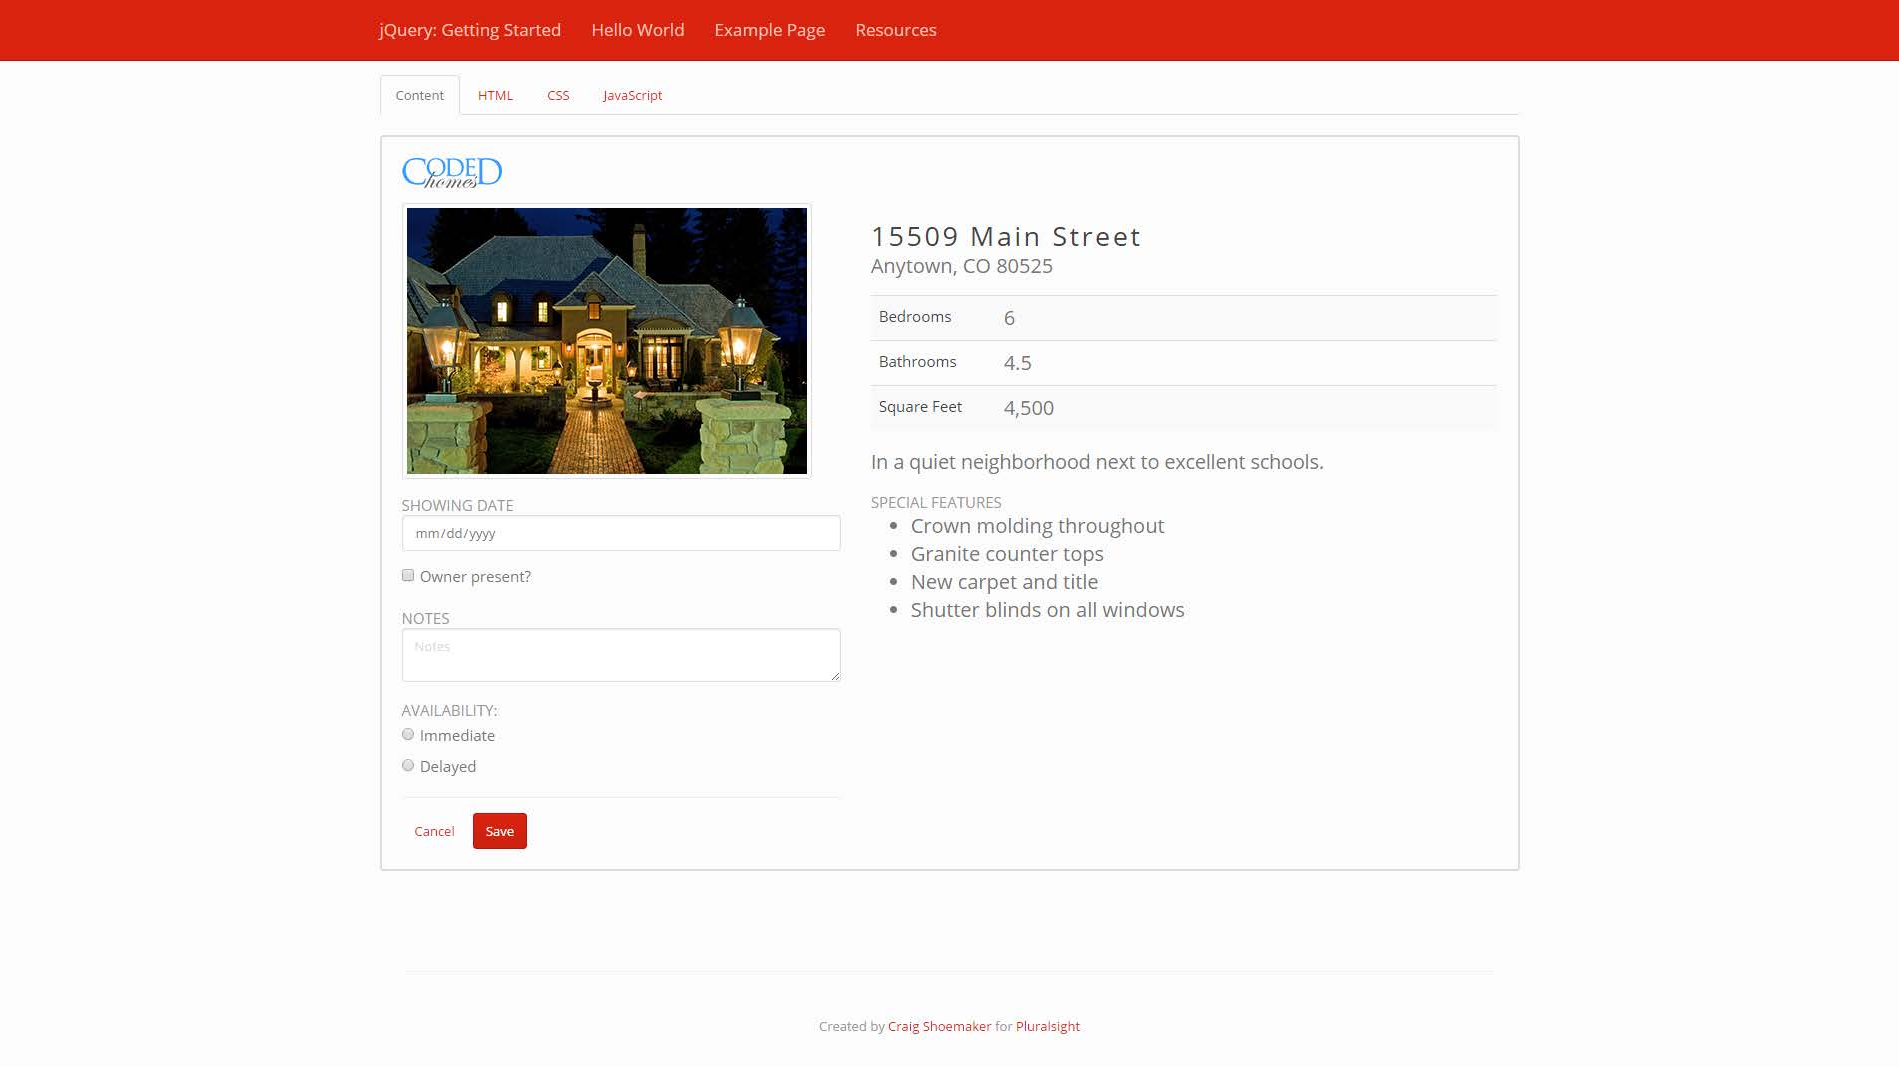 jQuery: Getting Started Hello World Example Page Resources
Content HTML CSS JavaScript
CODED
homes
15509 Main Street
Anytown, CO 80525
Bedrooms 6
Bathrooms 4.5
Square Feet 4,500
In a quiet neighborhood next to excellent schools.
SPECIAL FEATURES
• Crown molding throughout
• Granite counter tops
• New carpet and title
• Shutter blinds on all windows
SHOWING DATE
mm/dd/yyyy
Owner present?
NOTES
Notes
AVAILABILITY:
Immediate
Delayed
Cancel Save
Created by Craig Shoemaker for Pluralsight